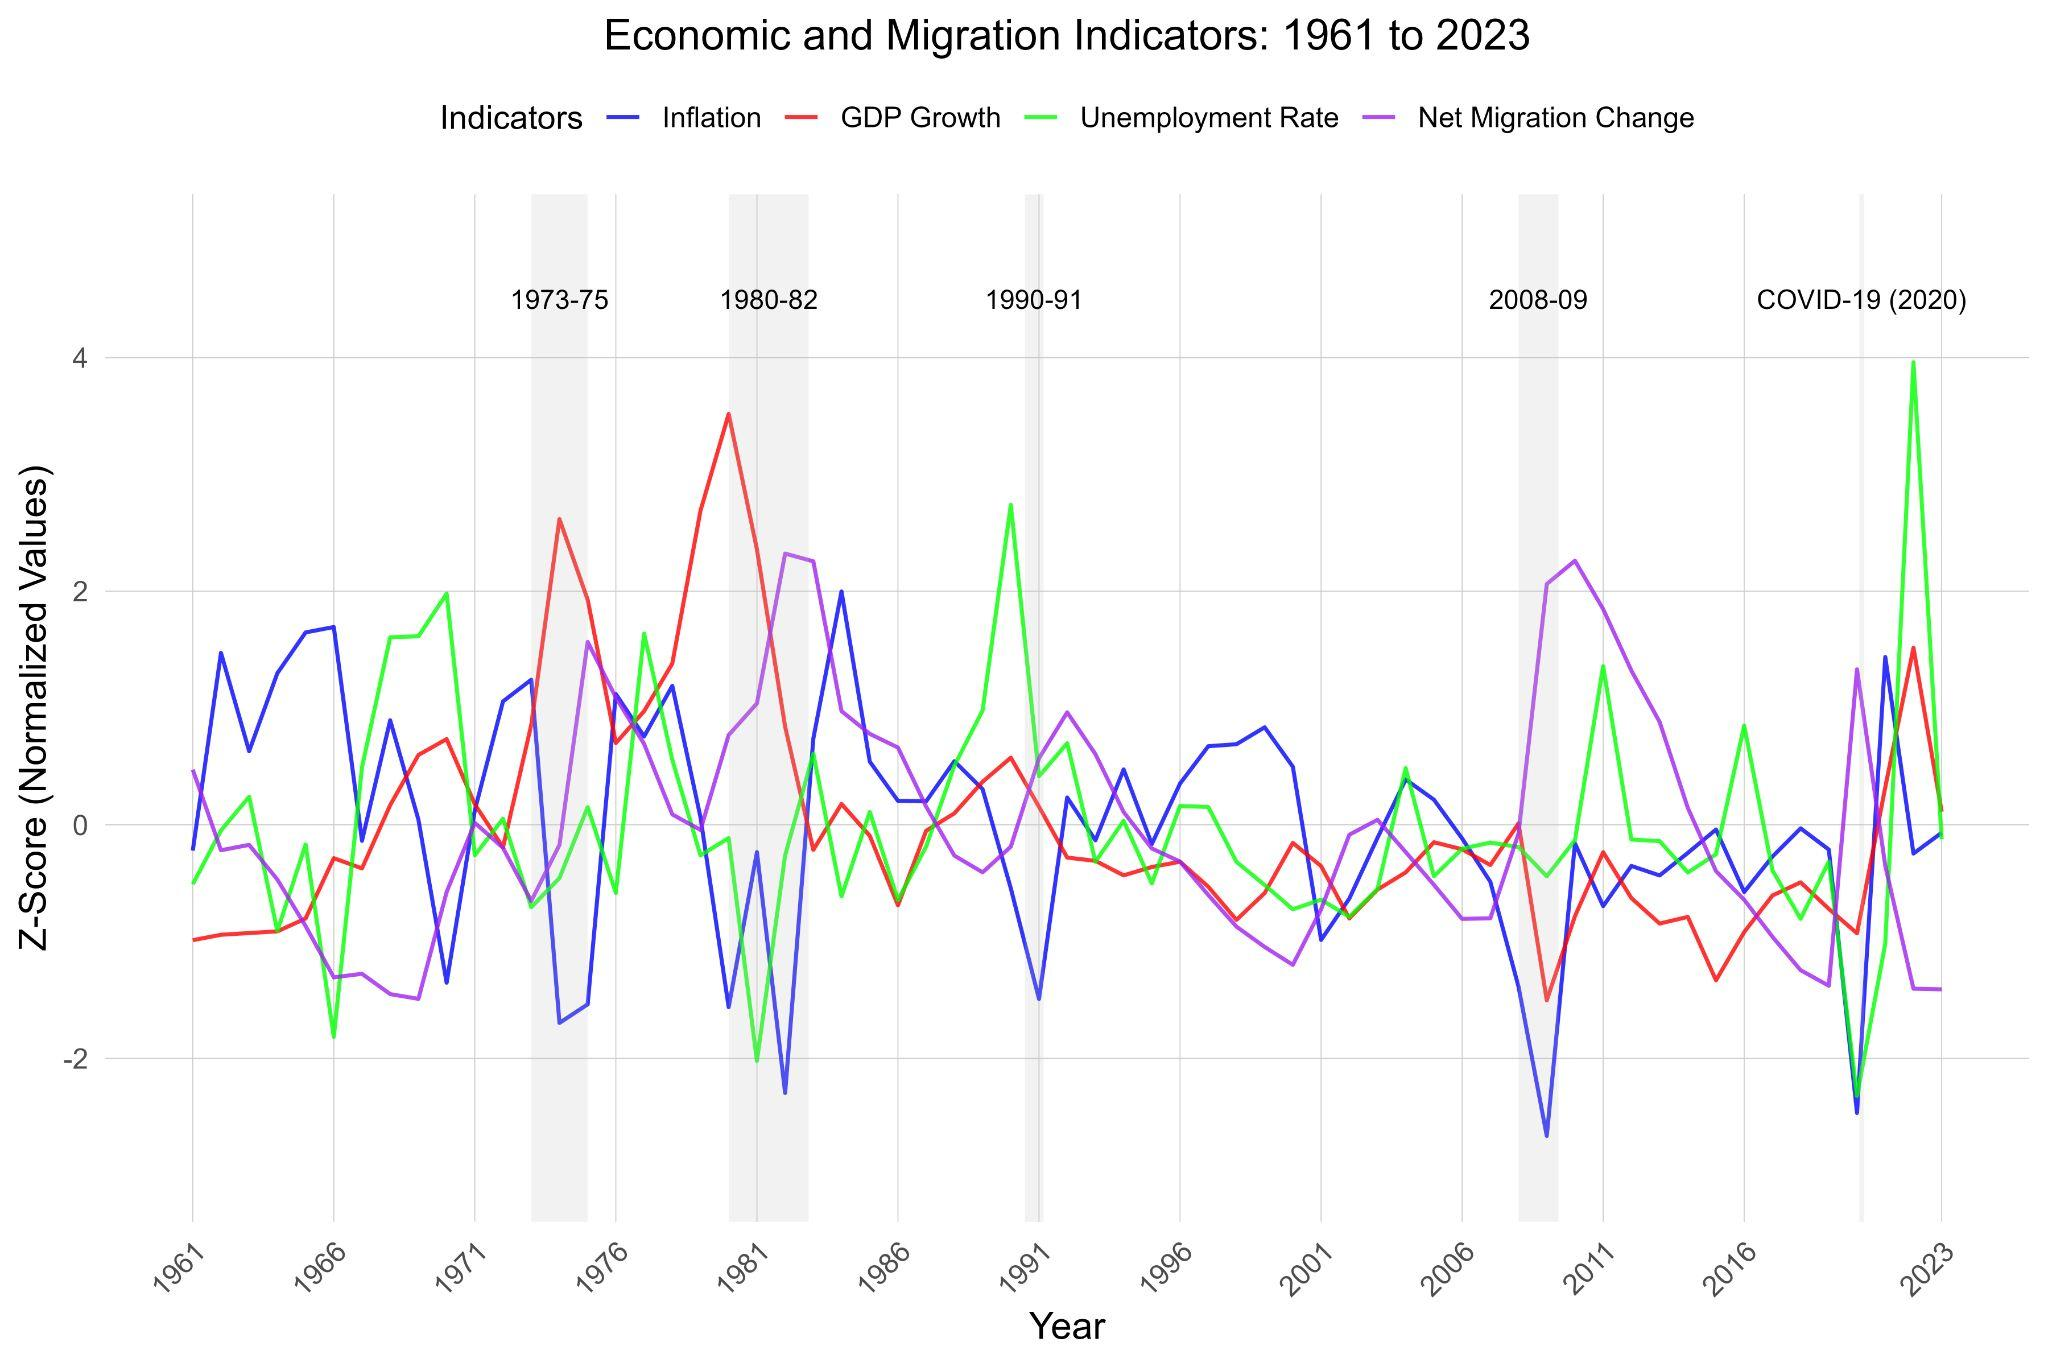 Economic and Migration Indicators: 1961 to 2023
Indicators Inflation GDP Growth Unemployment Rate Net Migration Change
1973-75 1980-82 1990-91 2008-09 COVID-19 (2020)
4
2
0
-2
Z-Score (Normalized Values)
1961 1966 1971 1976 1981 1986 1991 1996 2001 2006 2011 2016 2023
Year